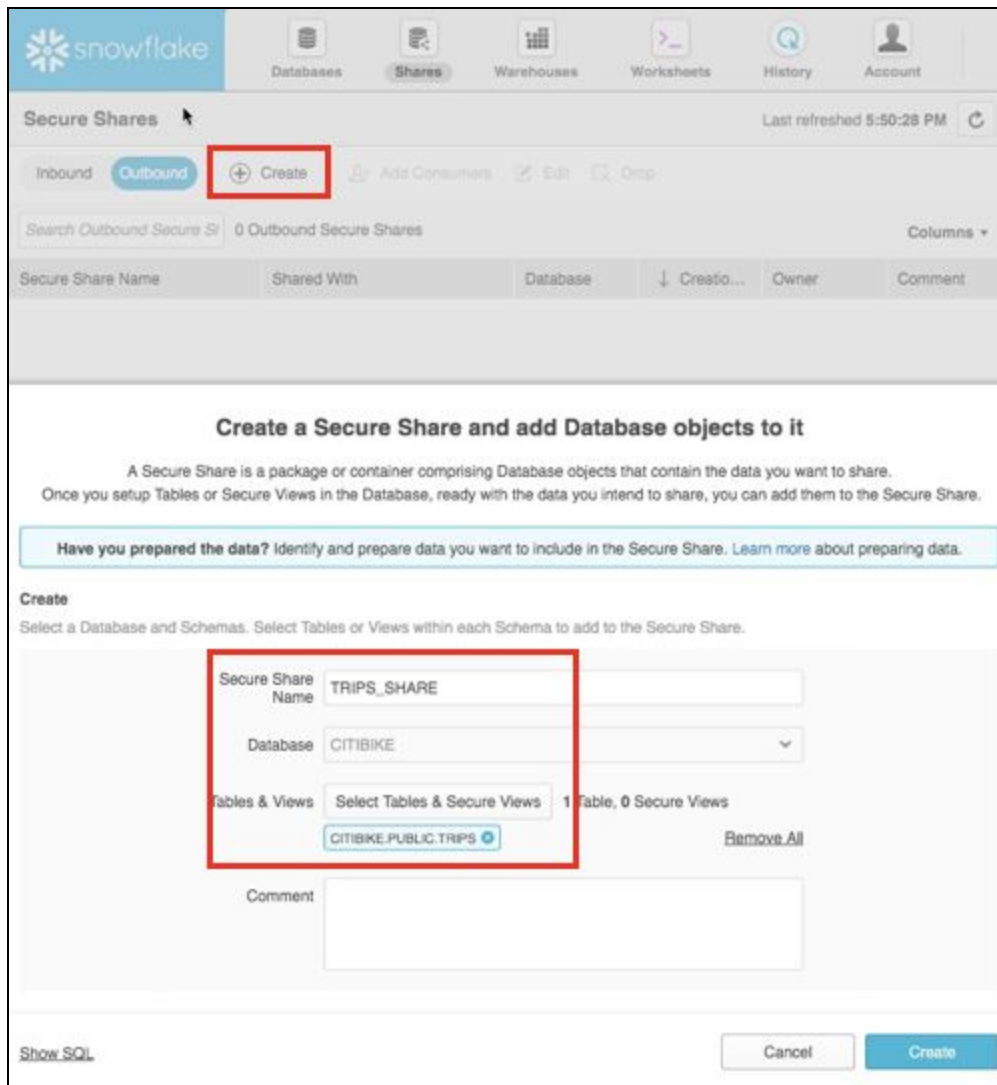 snowflake
Databases
Shares
Warehouses
Worksheets
History
Account
Secure Shares
Last refreshed 5:50:28 PM
Inbound
Outbound
Create
Add Consumers
Edit
Drop
Search Outbound Secure S
0 Outbound Secure Shares
Columns
Secure Share Name
Shared With
Database
Creatio...
Owner
Comment
Create a Secure Share and add Database objects to it
A Secure Share is a package or container comprising Database objects that contain the data you want to share.
Once you setup Tables or Secure Views in the Database, ready with the data you intend to share, you can add them to the Secure Share.
Have you prepared the data? Identify and prepare data you want to include in the Secure Share. Learn more about preparing data.
Create
Select a Database and Schemas. Select Tables or Views within each Schema to add to the Secure Share.
Secure Share
Name
TRIPS_SHARE
Database
CITIBIKE
Tables & Views
Select Tables & Secure Views
1 Table, 0 Secure Views
CITIBIKE.PUBLIC.TRIPS
Remove All
Comment
Show SQL
Cancel
Create